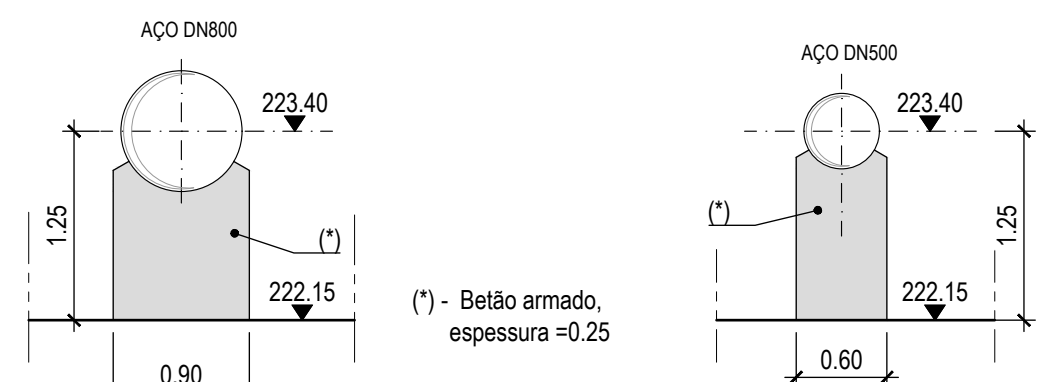 AÇO DN800
223.40
1.25
(*)
222.15
0.90
(*) - Betão armado,
espessura =0.25
AÇO DN500
223.40
(*)
1.25
222.15
0.60